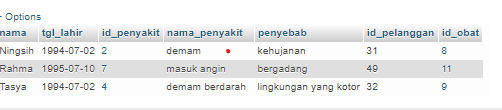 Options
nama tgl_lahir id_penyakit nama_penyakit penyebab id_pelanggan id_obat
Ningsih 1994-07-02 2 demam kehujanan 31 8
Rahma 1995-07-10 7 masuk angin bergadang 49 11
Tasya 1994-07-02 4 demam berdarah lingkungan yang kotor 32 9